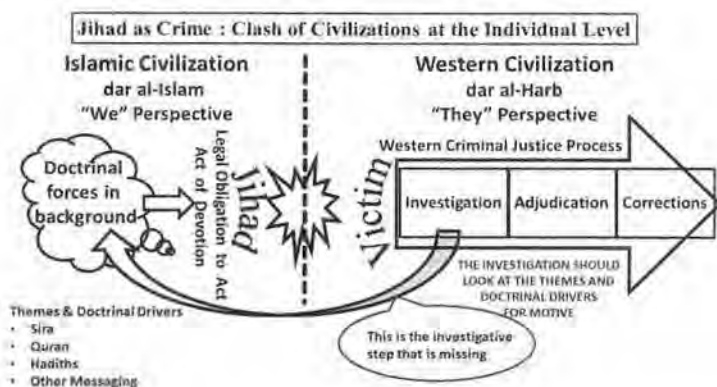 Jihad as Crime : Clash of Civilizations at the Individual Level
Islamic Civilization
dar al-Islam
"We" Perspective
Western Civilization
dar al-Harb
"They" Perspective
Western Criminal Justice Process
Doctrinal
forces in
background
Legal Obligation to Act
Act of Devotion
Jihad
Victim
Investigation
Adjudication
Corrections
THE INVESTIGATION SHOULD
LOOK AT THE THEMES AND
DOCTRINAL DRIVERS
FOR MOTIVE
This is the investigative
step that is missing
Themes & Doctrinal Drivers
• Sira
• Quran
• Hadiths
• Other Messaging